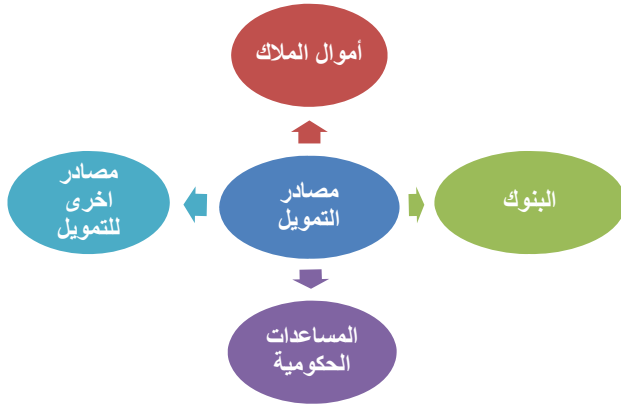 أموال الملاك
البنوك
مصادر
التمويل
مصادر
اخرى
للتمويل
المساعدات
الحكومية